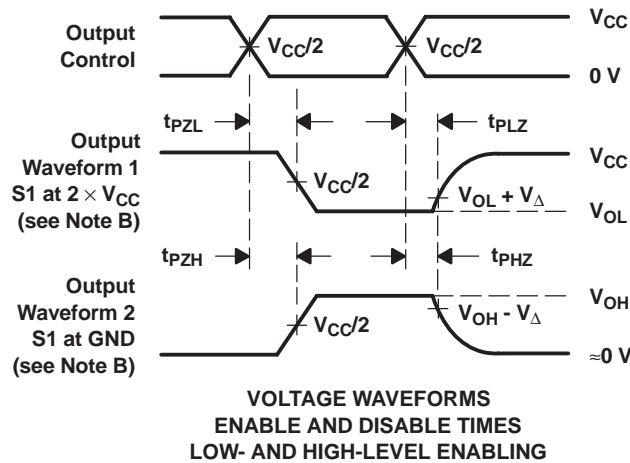 Output
Control
VCC/2
VCC/2
VCC
0 V
tPZL
tPLZ
Output
Waveform 1
S1 at 2 × VCC
(see Note B)
VCC/2
VOL + VΔ
VCC
VOL
tPZH
tPHZ
Output
Waveform 2
S1 at GND
(see Note B)
VCC/2
VOH - VΔ
VOH
≈0 V
VOLTAGE WAVEFORMS
ENABLE AND DISABLE TIMES
LOW- AND HIGH-LEVEL ENABLING